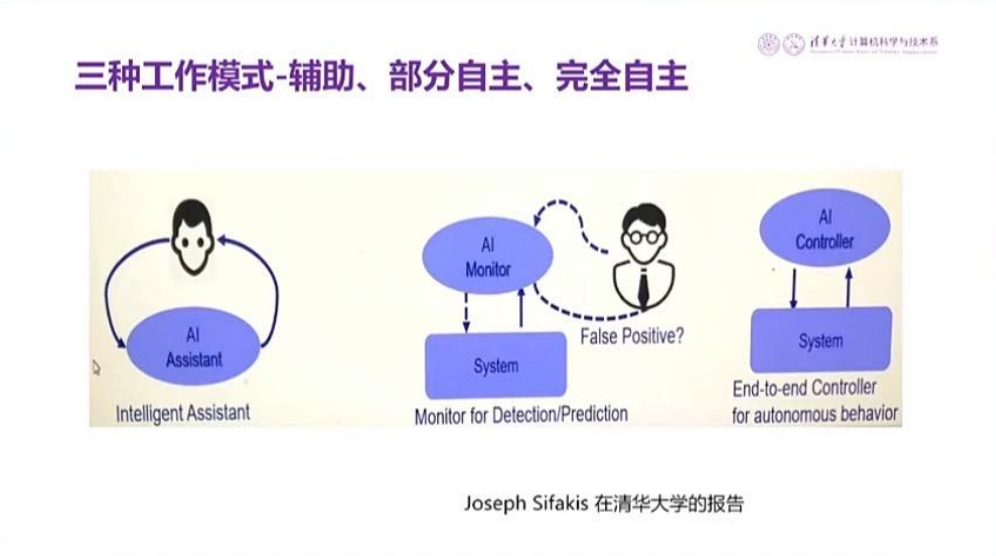 清华大学计算机科学与技术系
三种工作模式-辅助、部分自主、完全自主
AI
Assistant
Intelligent Assistant
AI
Monitor
System
False Positive?
Monitor for Detection/Prediction
AI
Controller
System
End-to-end Controller
for autonomous behavior
Joseph Sifakis 在清华大学的报告